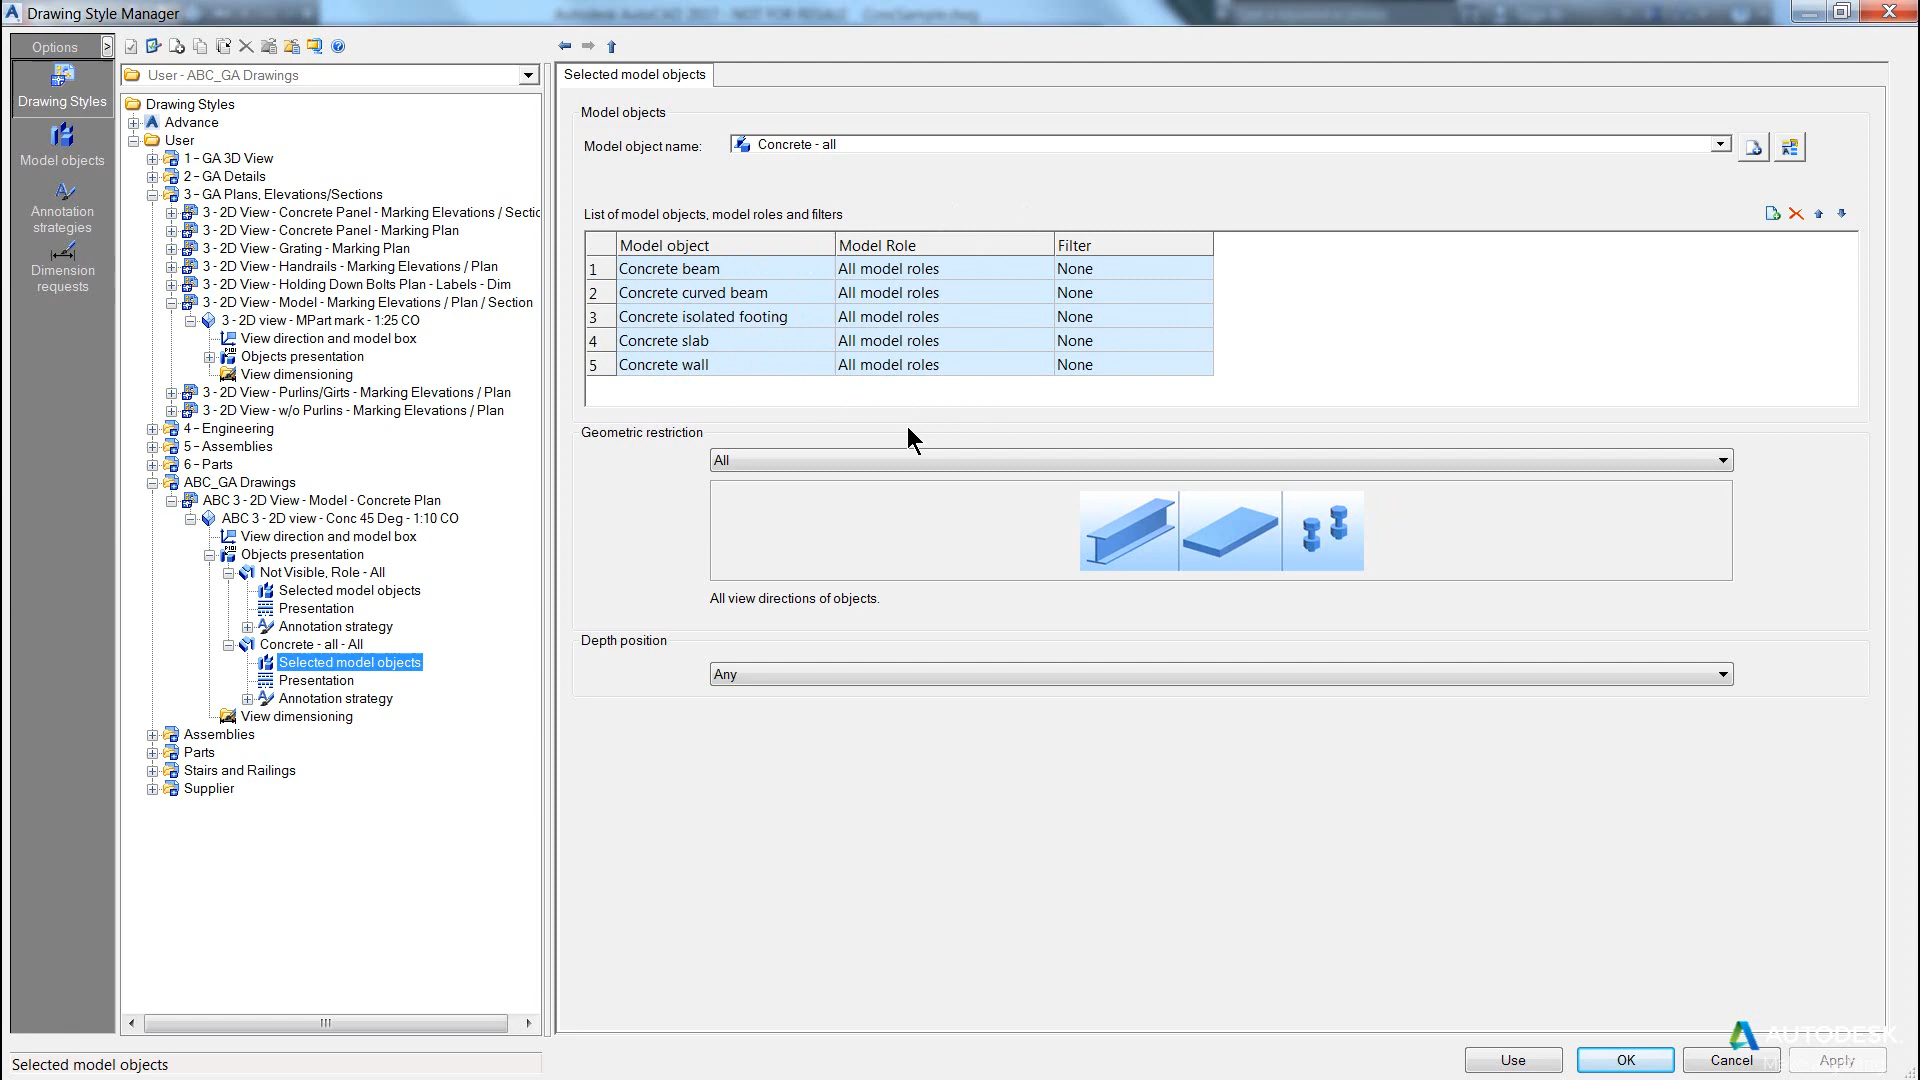 Drawing Style Manager
Options
>
User - ABC_GA Drawings
Drawing Styles
Model objects
Annotation strategies
Dimension requests
Drawing Styles
Advance
User
1 - GA 3D View
2 - GA Details
3 - GA Plans, Elevations/Sections
3 - 2D View - Concrete Panel - Marking Elevations / Sectic
3 - 2D View - Concrete Panel - Marking Plan
3 - 2D View - Grating - Marking Plan
3 - 2D View - Handrails - Marking Elevations / Plan
3 - 2D View - Holding Down Bolts Plan - Labels - Dim
3 - 2D View - Model - Marking Elevations / Plan / Section
3 - 2D view - MPart mark - 1:25 CO
View direction and model box
Objects presentation
View dimensioning
3 - 2D View - Purlins/Girts - Marking Elevations / Plan
3 - 2D View - w/o Purlins - Marking Elevations / Plan
4 - Engineering
5 - Assemblies
6 - Parts
ABC_GA Drawings
ABC 3 - 2D View - Model - Concrete Plan
ABC 3 - 2D view - Conc 45 Deg - 1:10 CO
View direction and model box
Objects presentation
Not Visible, Role - All
Selected model objects
Presentation
Annotation strategy
Concrete - all - All
Selected model objects
Presentation
Annotation strategy
View dimensioning
Assemblies
Parts
Stairs and Railings
Supplier
Selected model objects
Model objects
Model object name: Concrete - all
List of model objects, model roles and filters
Model object Model Role Filter
1 Concrete beam All model roles None
2 Concrete curved beam All model roles None
3 Concrete isolated footing All model roles None
4 Concrete slab All model roles None
5 Concrete wall All model roles None
Geometric restriction
All
All view directions of objects.
Depth position
Any
AUTODESK.
Use OK Cancel Apply
Selected model objects